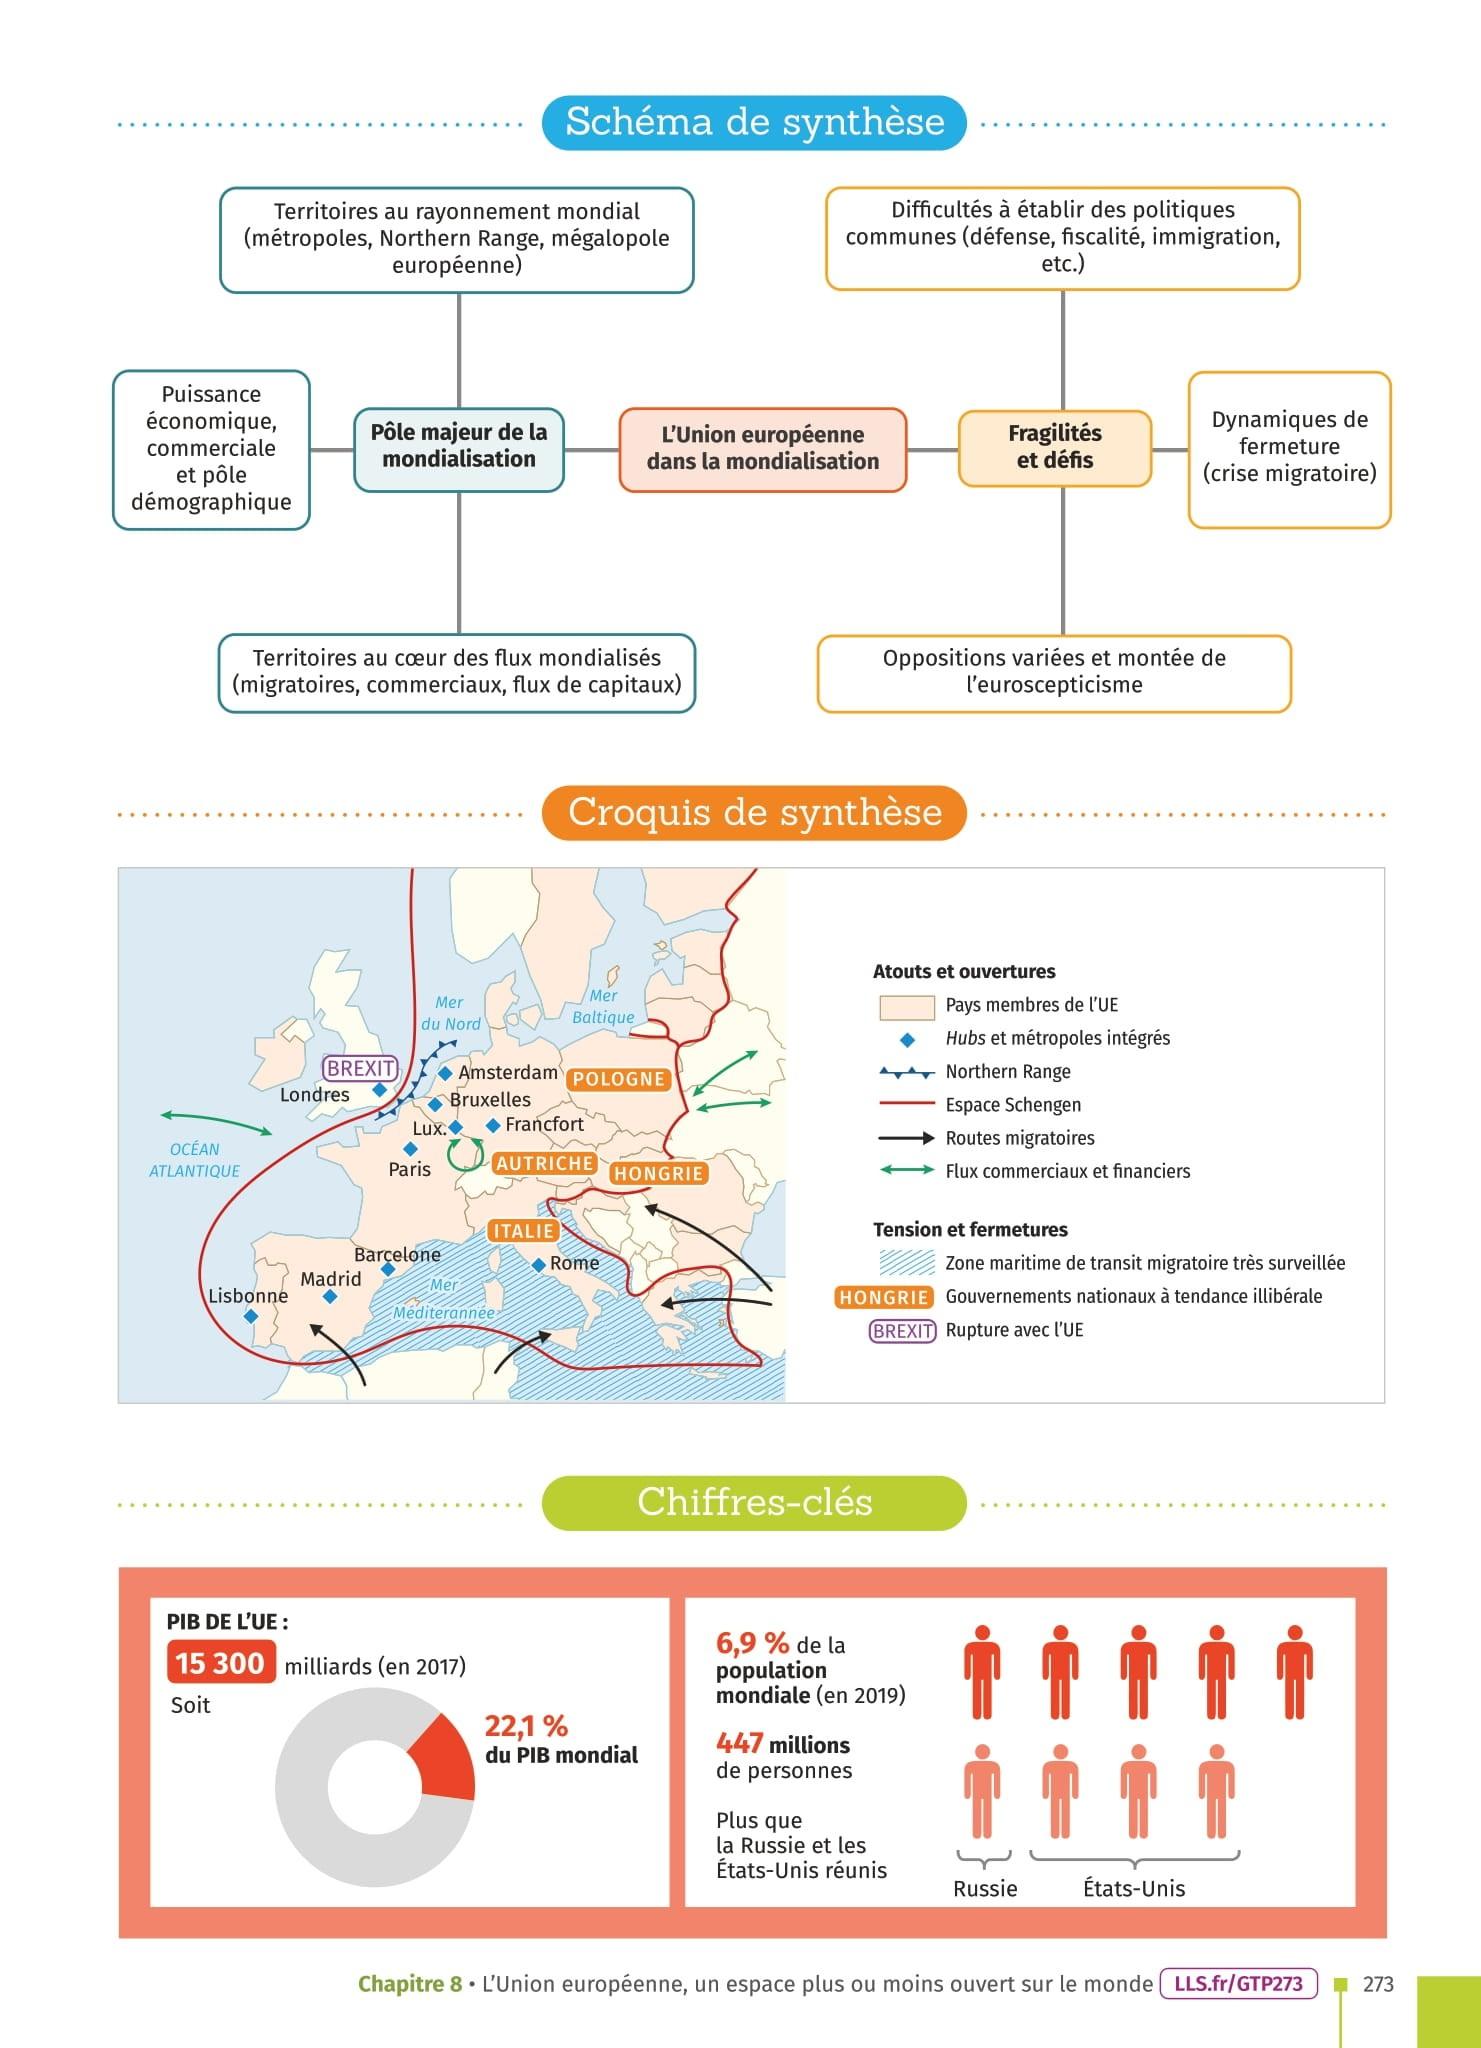 Schéma de synthèse
Territoires au rayonnement mondial
(métropoles, Northern Range, mégalopole
européenne)
Difficultés à établir des politiques
communes (défense, fiscalité, immigration,
etc.)
Puissance
économique,
commerciale
et pôle
démographique
Pôle majeur de la
mondialisation
L’Union européenne
dans la mondialisation
Fragilités
et défis
Dynamiques de
fermeture
(crise migratoire)
Territoires au cœur des flux mondialisés
(migratoires, commerciaux, flux de capitaux)
Oppositions variées et montée de
l’euroscepticisme
Croquis de synthèse
Mer
du Nord
Mer
Baltique
BREXIT
Londres
Amsterdam
POLOGNE
Bruxelles
Lux.
Francfort
OCÉAN
ATLANTIQUE
Paris
AUTRICHE
HONGRIE
ITALIE
Barcelone
Rome
Madrid
Lisbonne
Mer
Méditerannée
Atouts et ouvertures
Pays membres de l’UE
Hubs et métropoles intégrés
Northern Range
Espace Schengen
Routes migratoires
Flux commerciaux et financiers
Tension et fermetures
Zone maritime de transit migratoire très surveillée
HONGRIE Gouvernements nationaux à tendance illibérale
BREXIT Rupture avec l’UE
Chiffres-clés
PIB DE L’UE :
15 300 milliards (en 2017)
Soit
22,1 %
du PIB mondial
6,9 % de la
population
mondiale (en 2019)
447 millions
de personnes
Plus que
la Russie et les
États-Unis réunis
Russie
États-Unis
Chapitre 8 • L’Union européenne, un espace plus ou moins ouvert sur le monde LLS.fr/GTP273 273